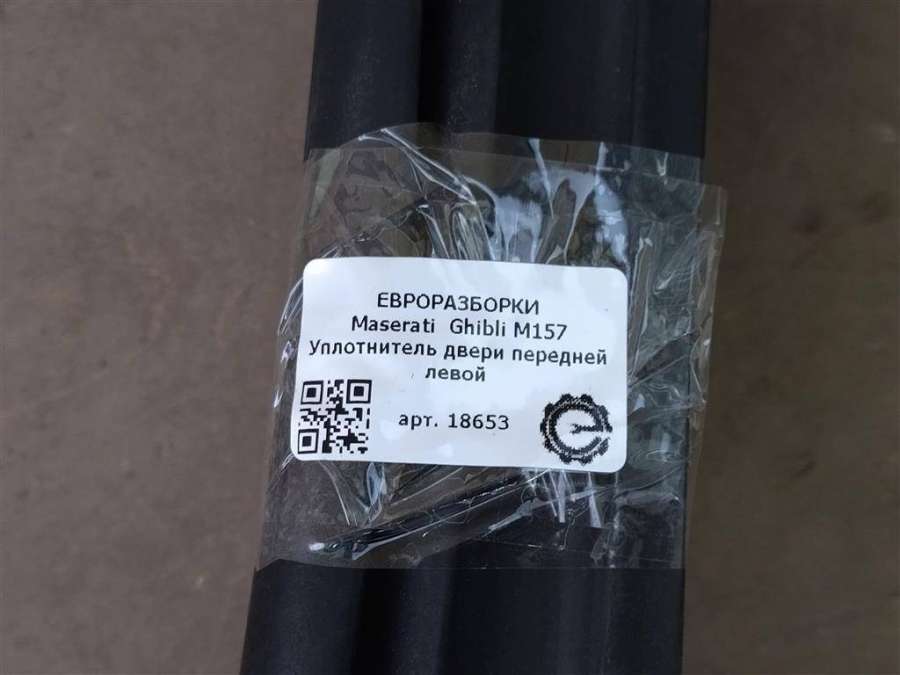 ЕВРОРАЗБОРКИ
Maserati  Ghibli M157
Уплотнитель двери передней
левой
арт. 18653